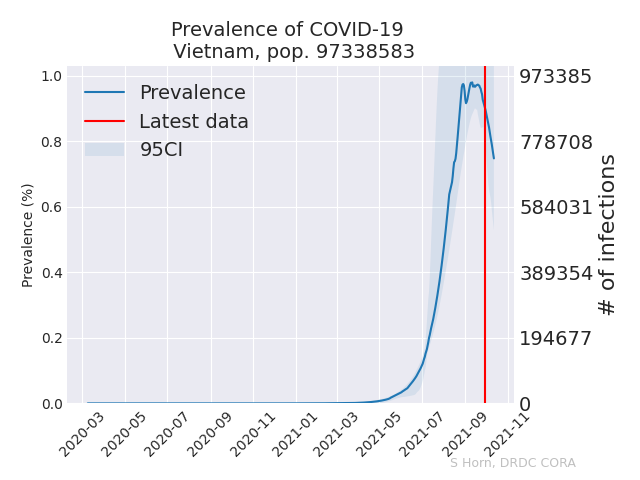 Prevalence of COVID-19
Vietnam, pop. 97338583
Prevalence
Latest data
95CI
Prevalence (%)
1.0
0.8
0.6
0.4
0.2
0.0
973385
778708
584031
389354
194677
0
# of infections
2020-03
2020-05
2020-07
2020-09
2020-11
2021-01
2021-03
2021-05
2021-07
2021-09
2021-11
S Horn, DRDC CORA